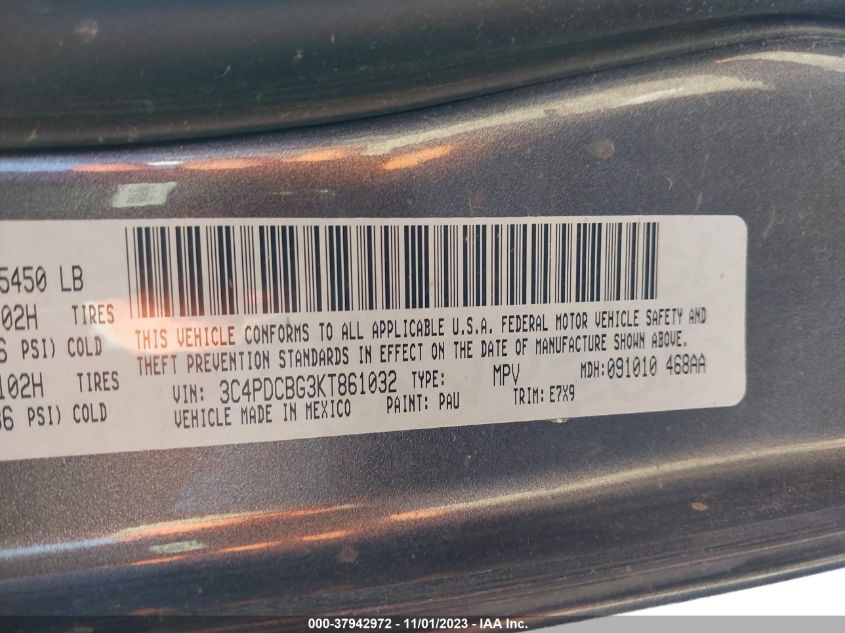 5450 LB
02H TIRES
PSI) COLD
102H TIRES
36 PSI) COLD
THIS VEHICLE CONFORMS TO ALL APPLICABLE U.S.A. FEDERAL MOTOR VEHICLE SAFETY AND
THEFT PREVENTION STANDARDS IN EFFECT ON THE DATE OF MANUFACTURE SHOWN ABOVE.
VIN: 3C4PDCBG3KT861032 TYPE: MPV MDH:091010 468AA
VEHICLE MADE IN MEXICO PAINT: PAU TRIM: E7X9
000-37942972 - 11/01/2023 - IAA Inc.